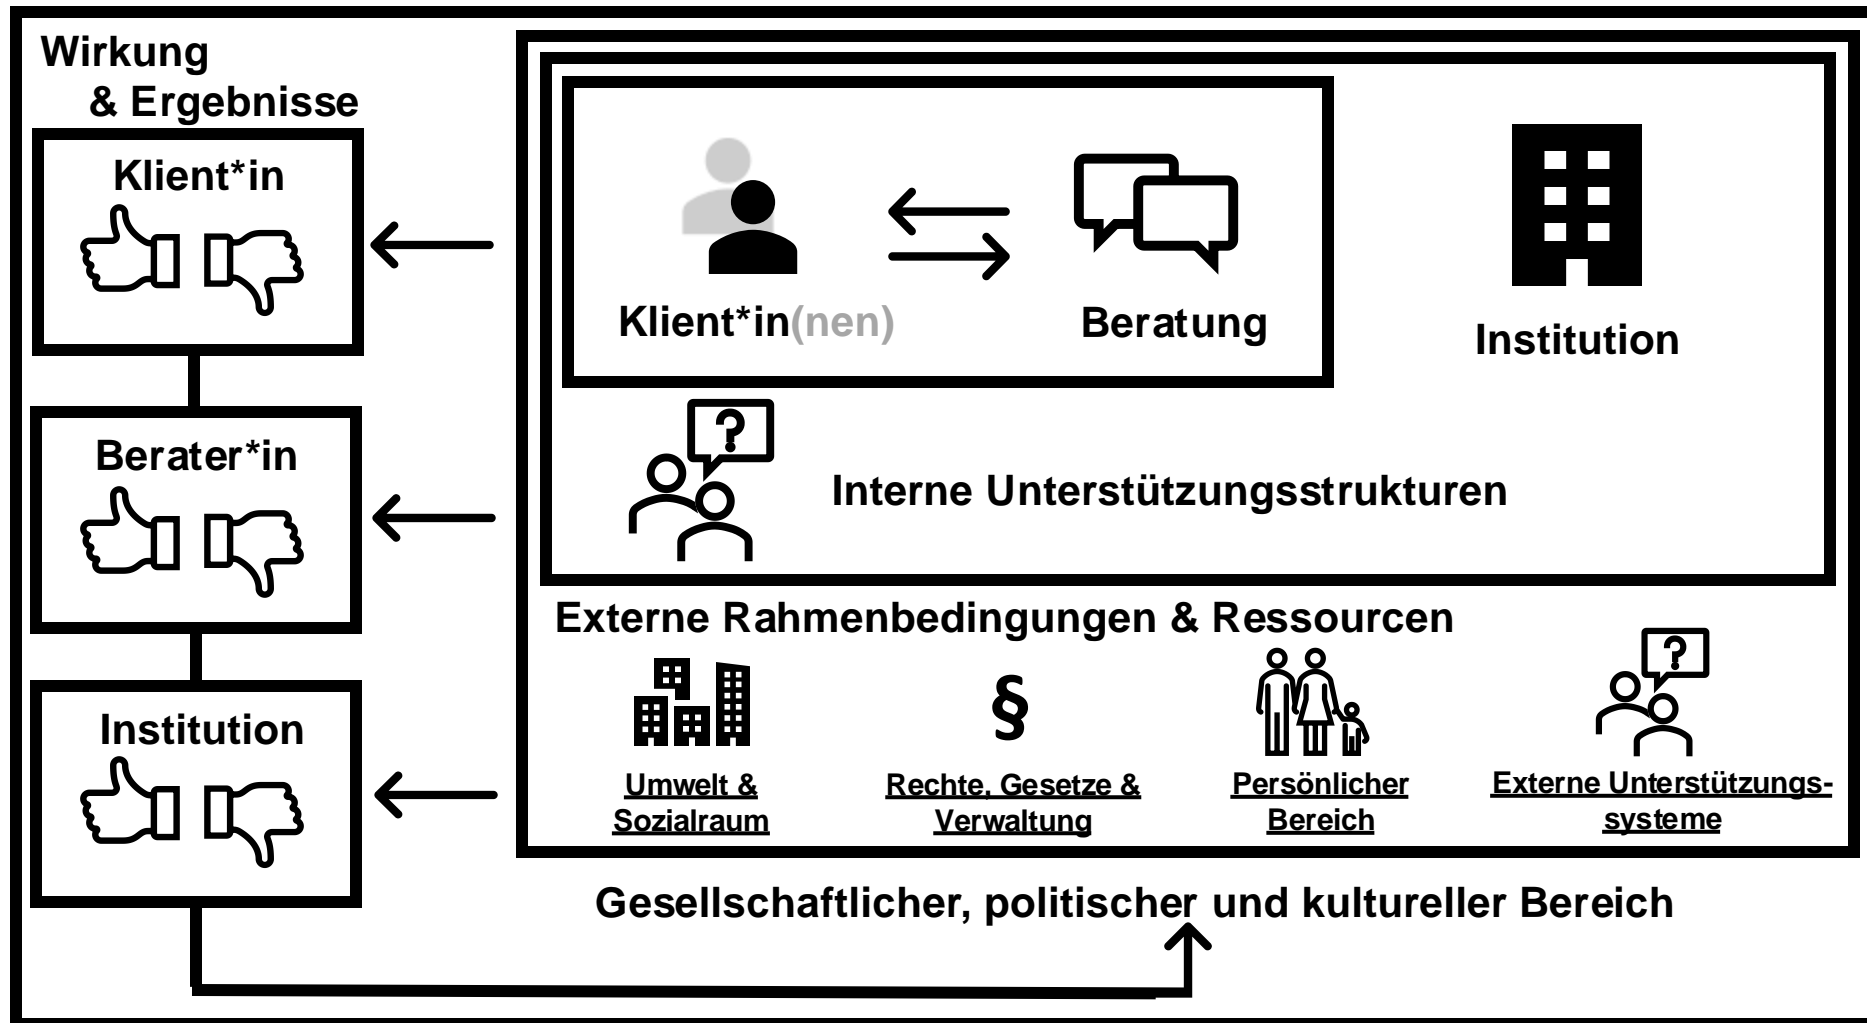 Wirkung
& Ergebnisse
Klient*in
Berater*in
Institution
Klient*in(nen)
Beratung
Institution
?
Interne Unterstützungsstrukturen
Externe Rahmenbedingungen & Ressourcen
§
?
Umwelt &
Sozialraum
Rechte, Gesetze &
Verwaltung
Persönlicher
Bereich
Externe Unterstützungs-
systeme
Gesellschaftlicher, politischer und kultureller Bereich